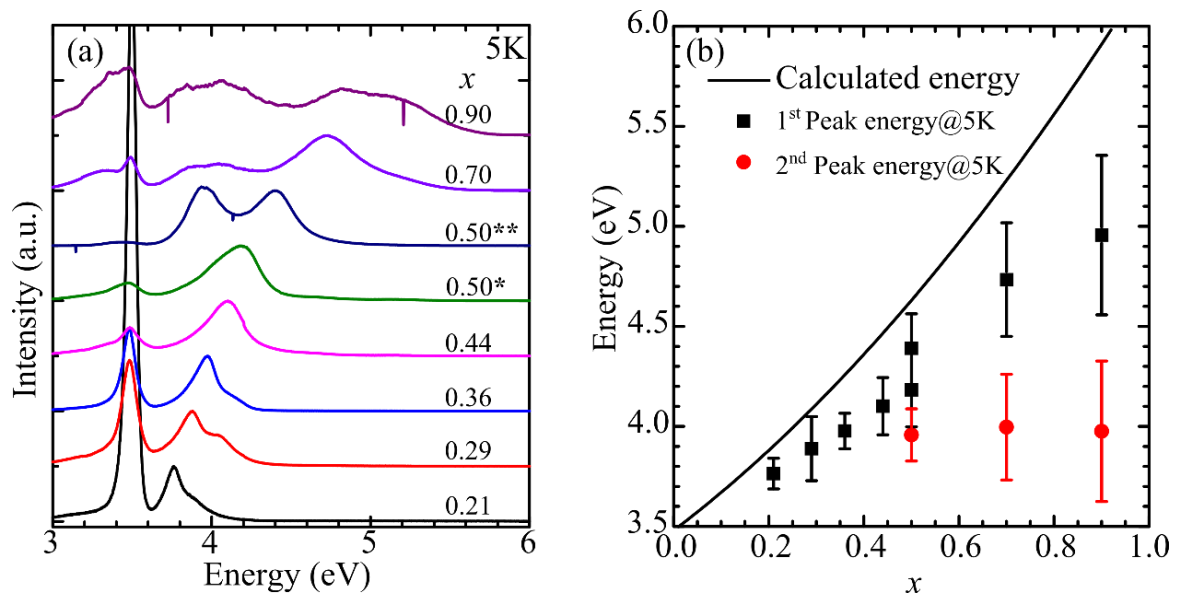 (a)
5K
x
0.90
0.70
0.50**
0.50*
0.44
0.36
0.29
0.21
Intensity (a.u.)
3 4 5 6
Energy (eV)
(b)
Calculated energy
1st Peak energy@5K
2nd Peak energy@5K
Energy (eV)
6.0
5.5
5.0
4.5
4.0
3.5
0.0 0.2 0.4 0.6 0.8 1.0
x